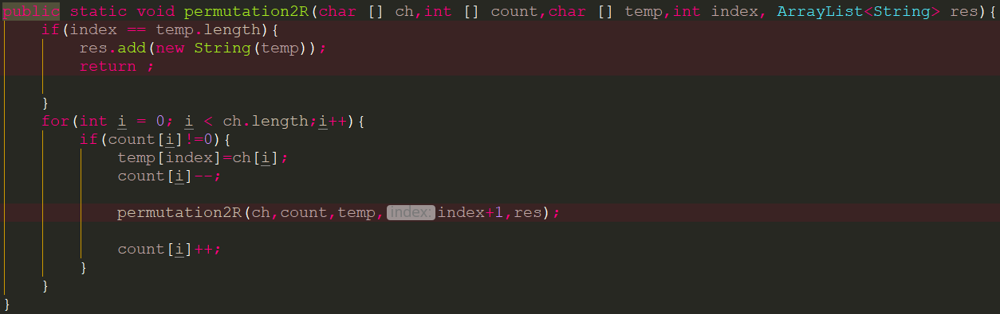 public static void permutation2R(char [] ch,int [] count,char [] temp,int index, ArrayList<String> res){
    if(index == temp.length){
        res.add(new String(temp));
        return ;

    }
    for(int i = 0; i < ch.length;i++){
        if(count[i]!=0){
            temp[index]=ch[i];
            count[i]--;

            permutation2R(ch,count,temp, index: index+1,res);

            count[i]++;
        }
    }
}